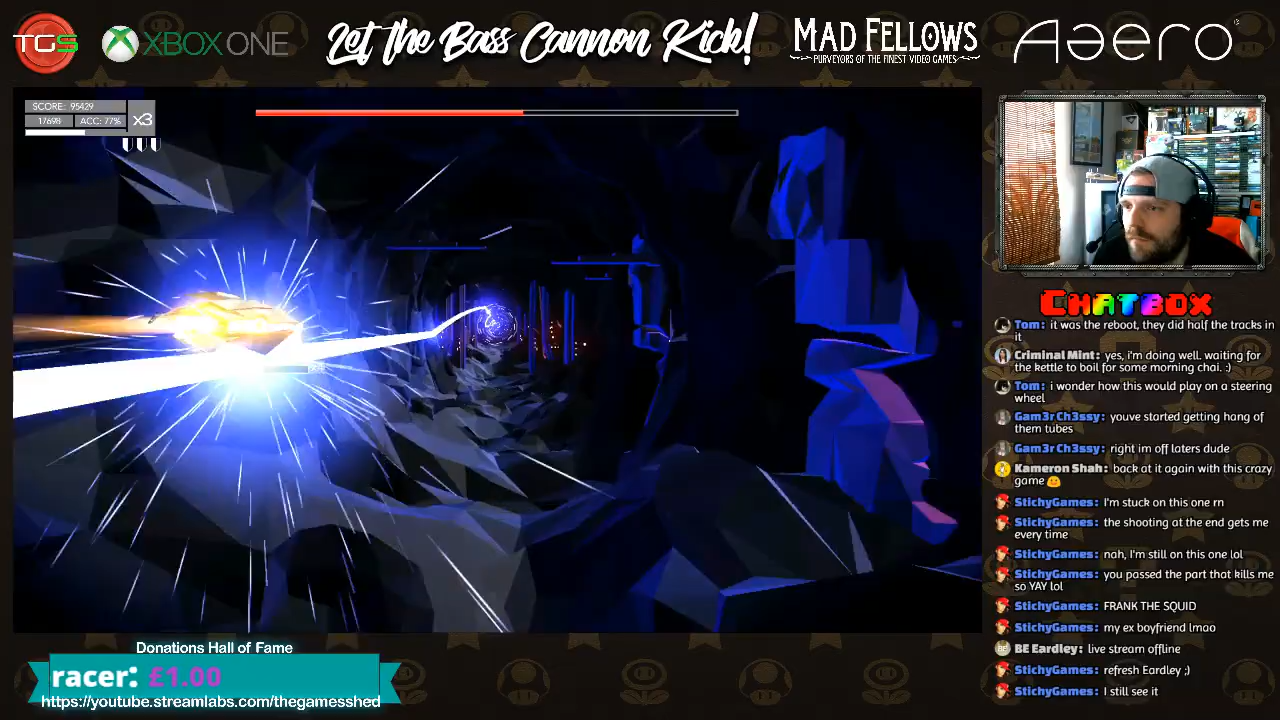 TGS
XBOX ONE
Let The Bass Cannon Kick!
MAD FELLOWS
PURVEYORS OF THE FINEST VIDEO GAMES
Aaero
SCORE: 95429
17698 ACC: 77%
x3
CHATBOX
Tom: it was the reboot, they did half the tracks in
it
Criminal Mint: yes, i'm doing well. waiting for
the kettle to boil for some morning chai. :)
Tom: i wonder how this would play on a steering
wheel
Gam3r Ch3ssy: youve started getting hang of
them tubes
Gam3r Ch3ssy: right im off laters dude
Kameron Shah: back at it again with this crazy
game
StichyGames: I'm stuck on this one rn
StichyGames: the shooting at the end gets me
every time
StichyGames: nah, I'm still on this one lol
StichyGames: you passed the part that kills me
so YAY lol
StichyGames: FRANK THE SQUID
StichyGames: my ex boyfriend lmao
BE Eardley: live stream offline
StichyGames: refresh Eardley ;)
StichyGames: I still see it
Donations Hall of Fame
racer: £1.00
https://youtube.streamlabs.com/thegamesshed